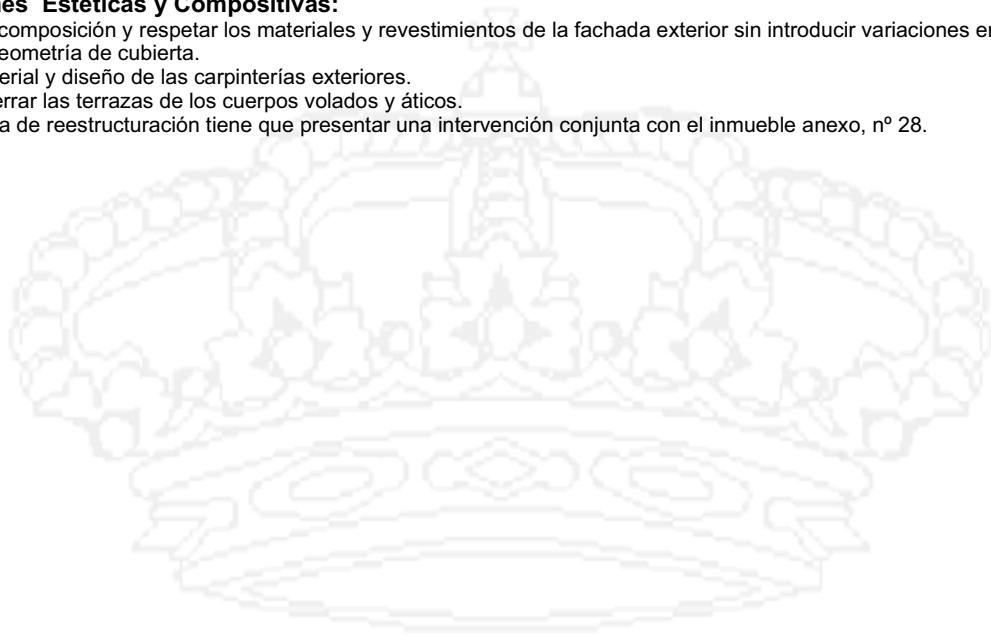 nes Estéticas y Compositivas:
composición y respetar los materiales y revestimientos de la fachada exterior sin introducir variaciones en
eometría de cubierta.
erial y diseño de las carpinterías exteriores.
errar las terrazas de los cuerpos volados y áticos.
a de reestructuración tiene que presentar una intervención conjunta con el inmueble anexo, nº 28.